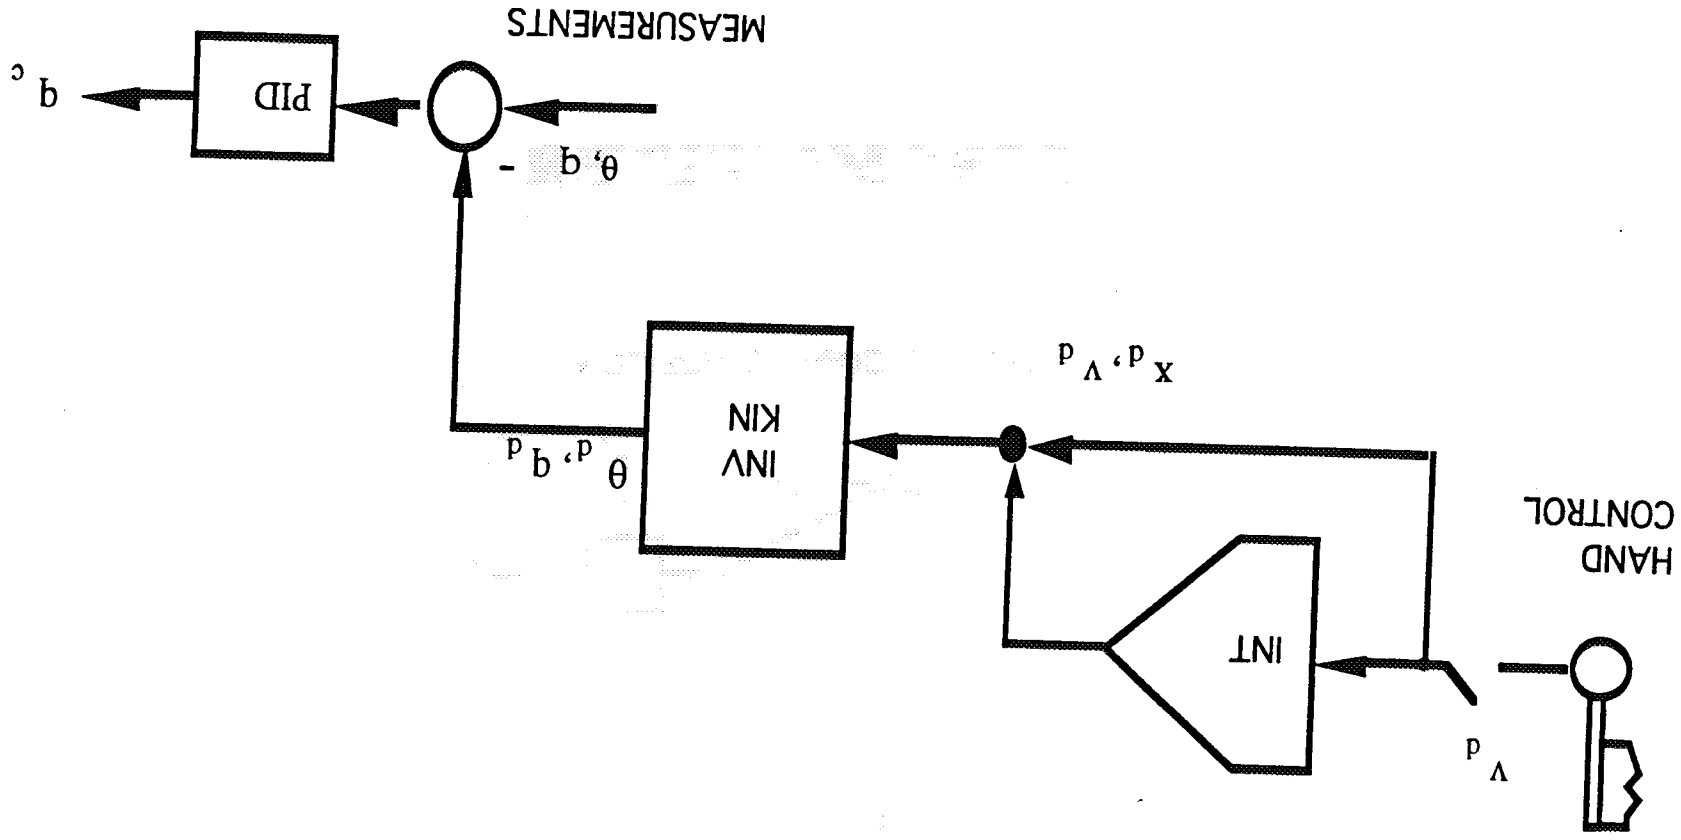 v d
HAND
CONTROL
INT
x d, v d
INV
KIN
θ d, q d
θ, q
-
MEASUREMENTS
PID
q c